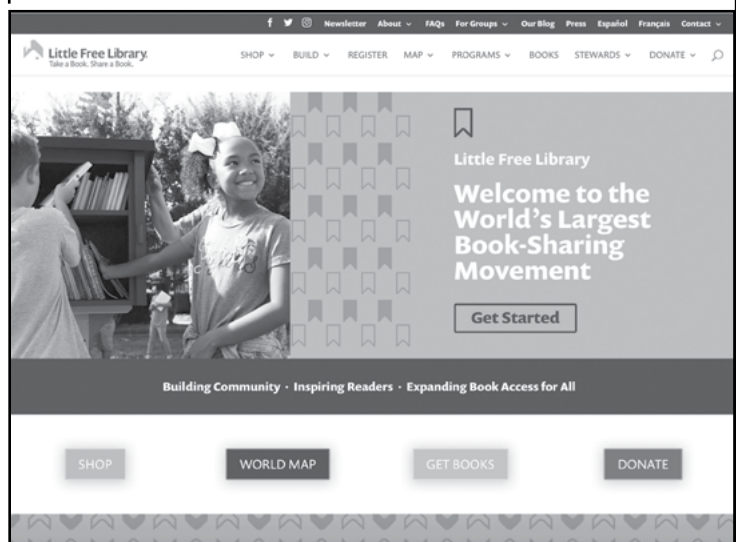 Newsletter About FAQs For Groups Our Blog Press Español Français Contact
Little Free Library.
Take a Book. Share a Book.
SHOP BUILD REGISTER MAP PROGRAMS BOOKS STEWARDS DONATE
Little Free Library
Welcome to the
World's Largest
Book-Sharing
Movement
Get Started
Building Community · Inspiring Readers · Expanding Book Access for All
SHOP WORLD MAP GET BOOKS DONATE